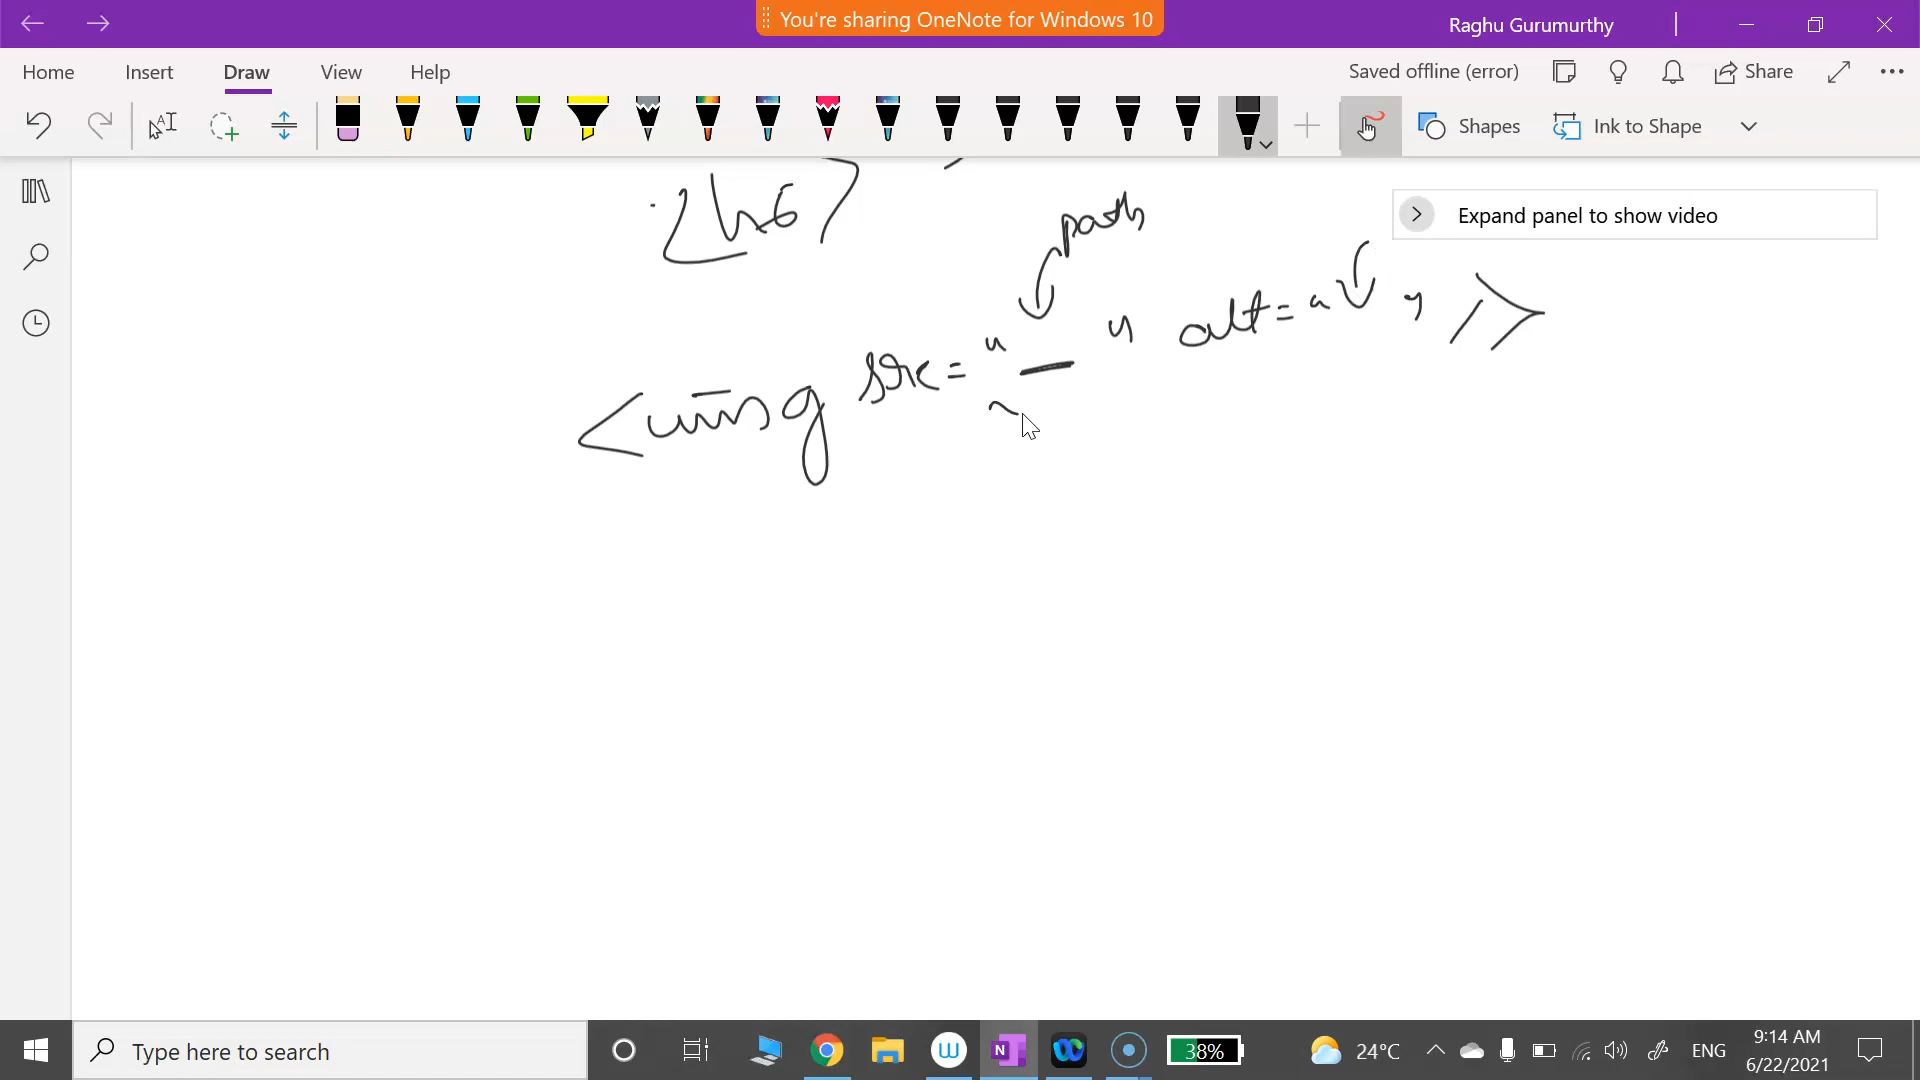 You're sharing OneNote for Windows 10
Raghu Gurumurthy
Home Insert Draw View Help
Saved offline (error)
Share
Shapes
Ink to Shape
Expand panel to show video
<h6>
path
<img src = " — " alt = " " />
Type here to search
38%
24°C
ENG
9:14 AM
6/22/2021